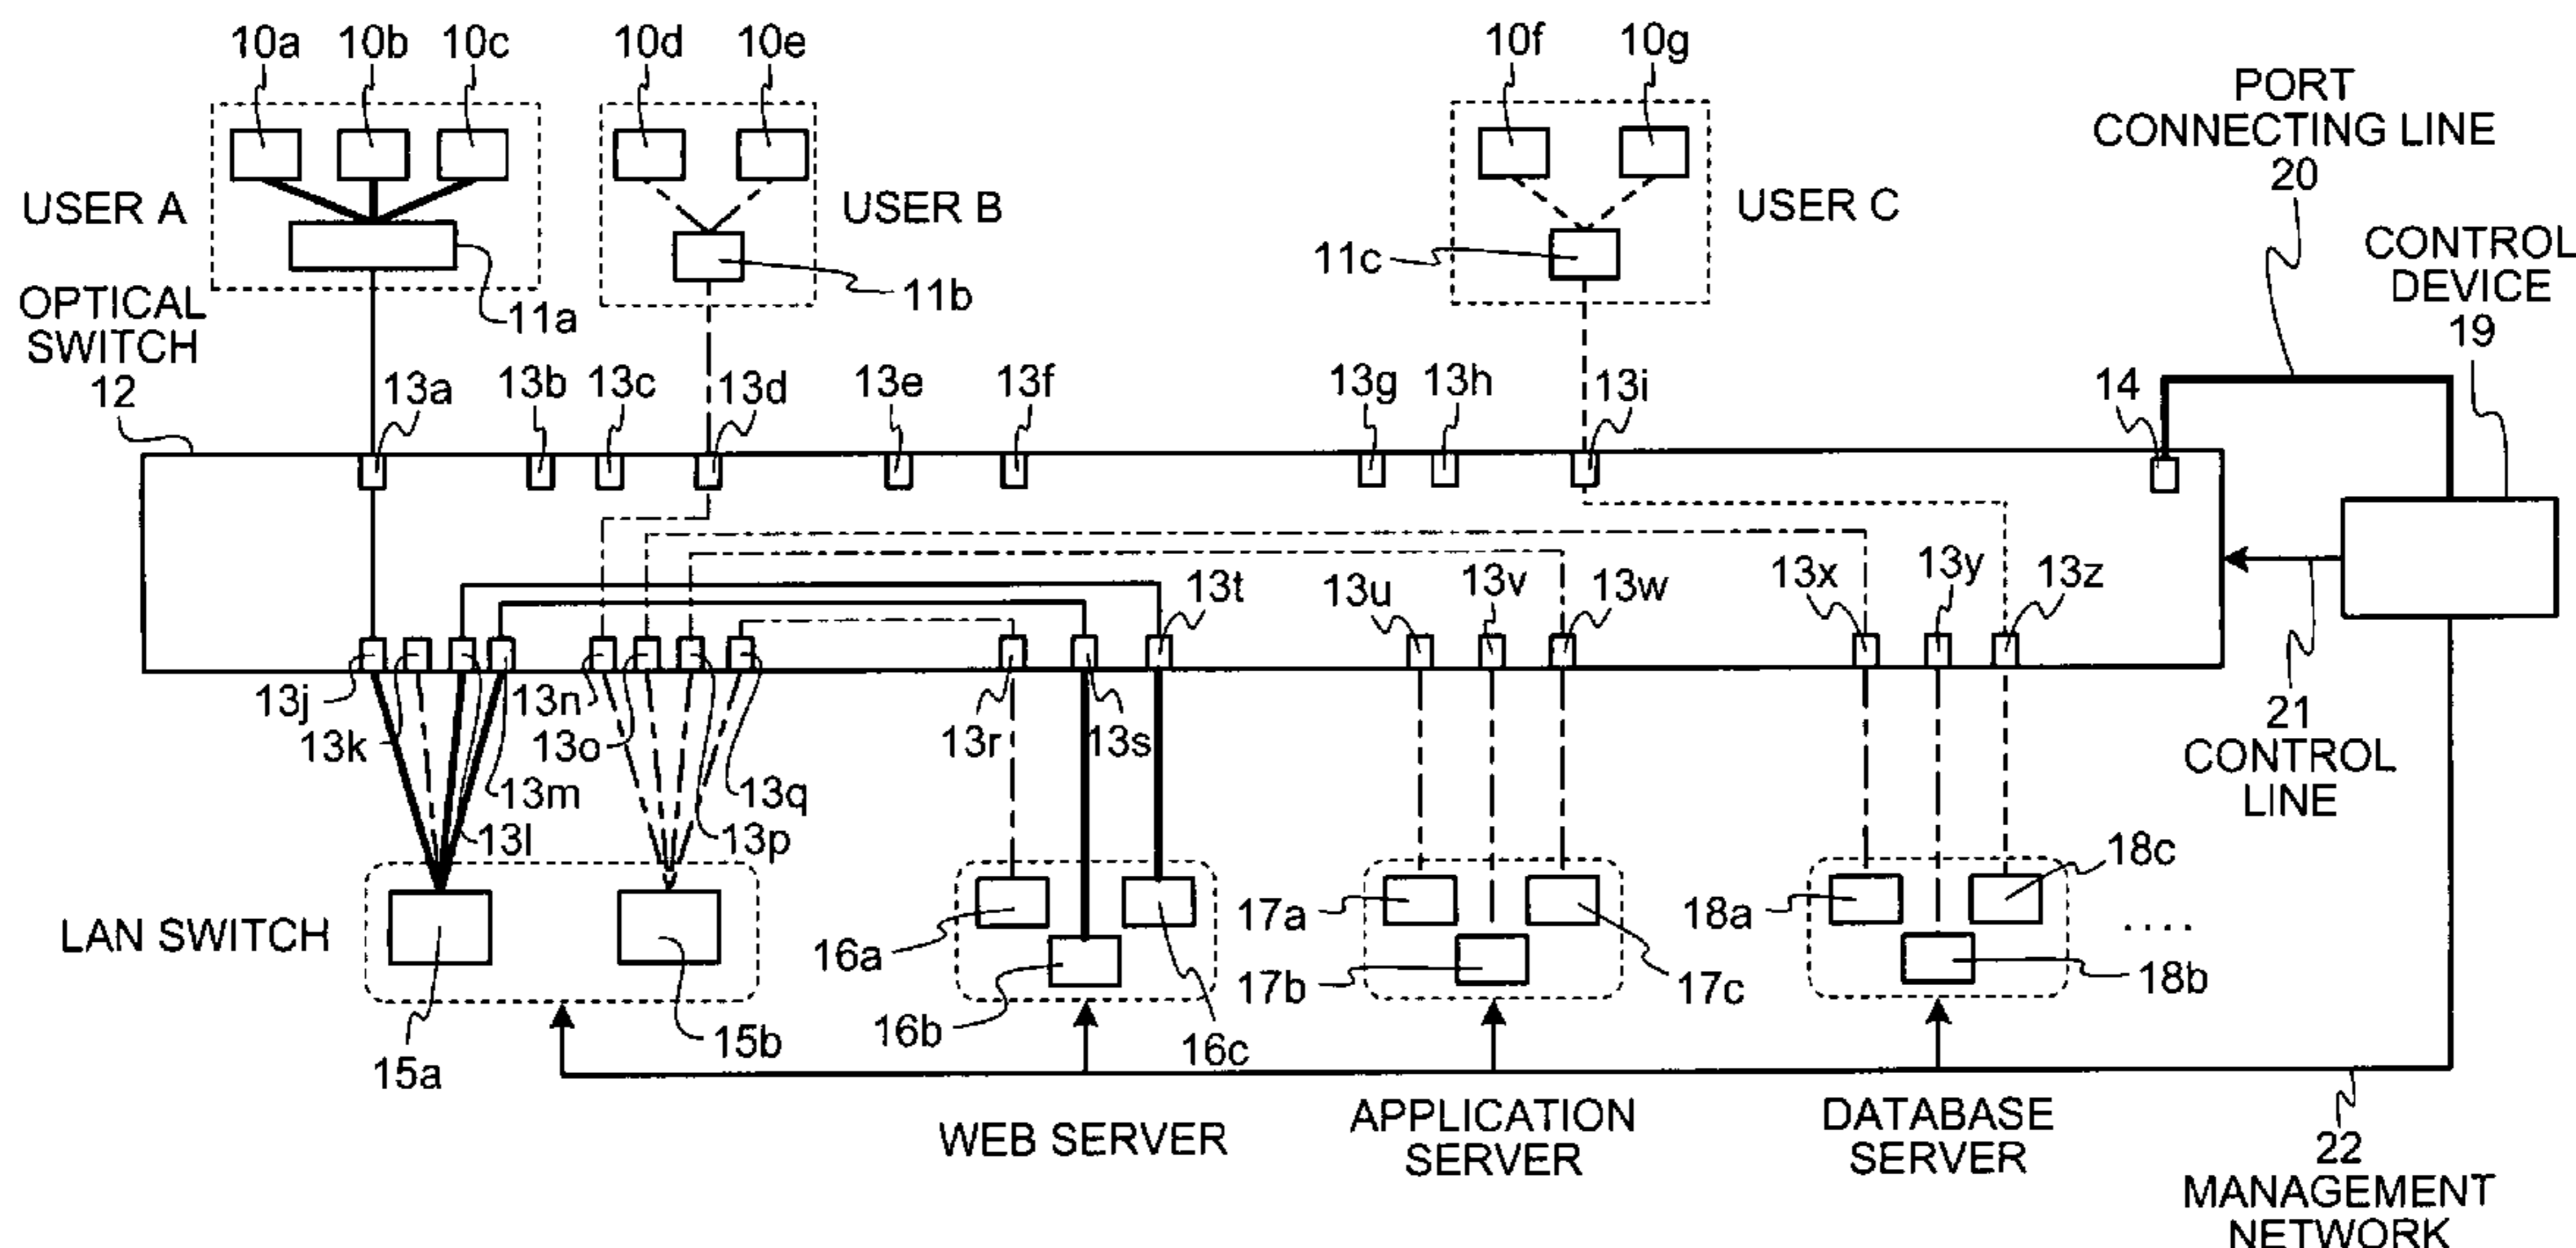 10a 10b 10c 10d 10e 10f 10g
PORT
CONNECTING LINE
20
USER A
USER B
USER C
11a
11b
11c
CONTROL
DEVICE
19
OPTICAL
SWITCH
12
13a 13b 13c 13d 13e 13f 13g 13h 13i 14
13t 13u 13v 13w 13x 13y 13z
13j 13k 13l 13m 13n 13o 13p 13q 13r 13s
21
CONTROL
LINE
LAN SWITCH
15a 15b
16a 16b 16c
17a 17b 17c
18a 18b 18c
....
WEB SERVER
APPLICATION
SERVER
DATABASE
SERVER
22
MANAGEMENT
NETWORK